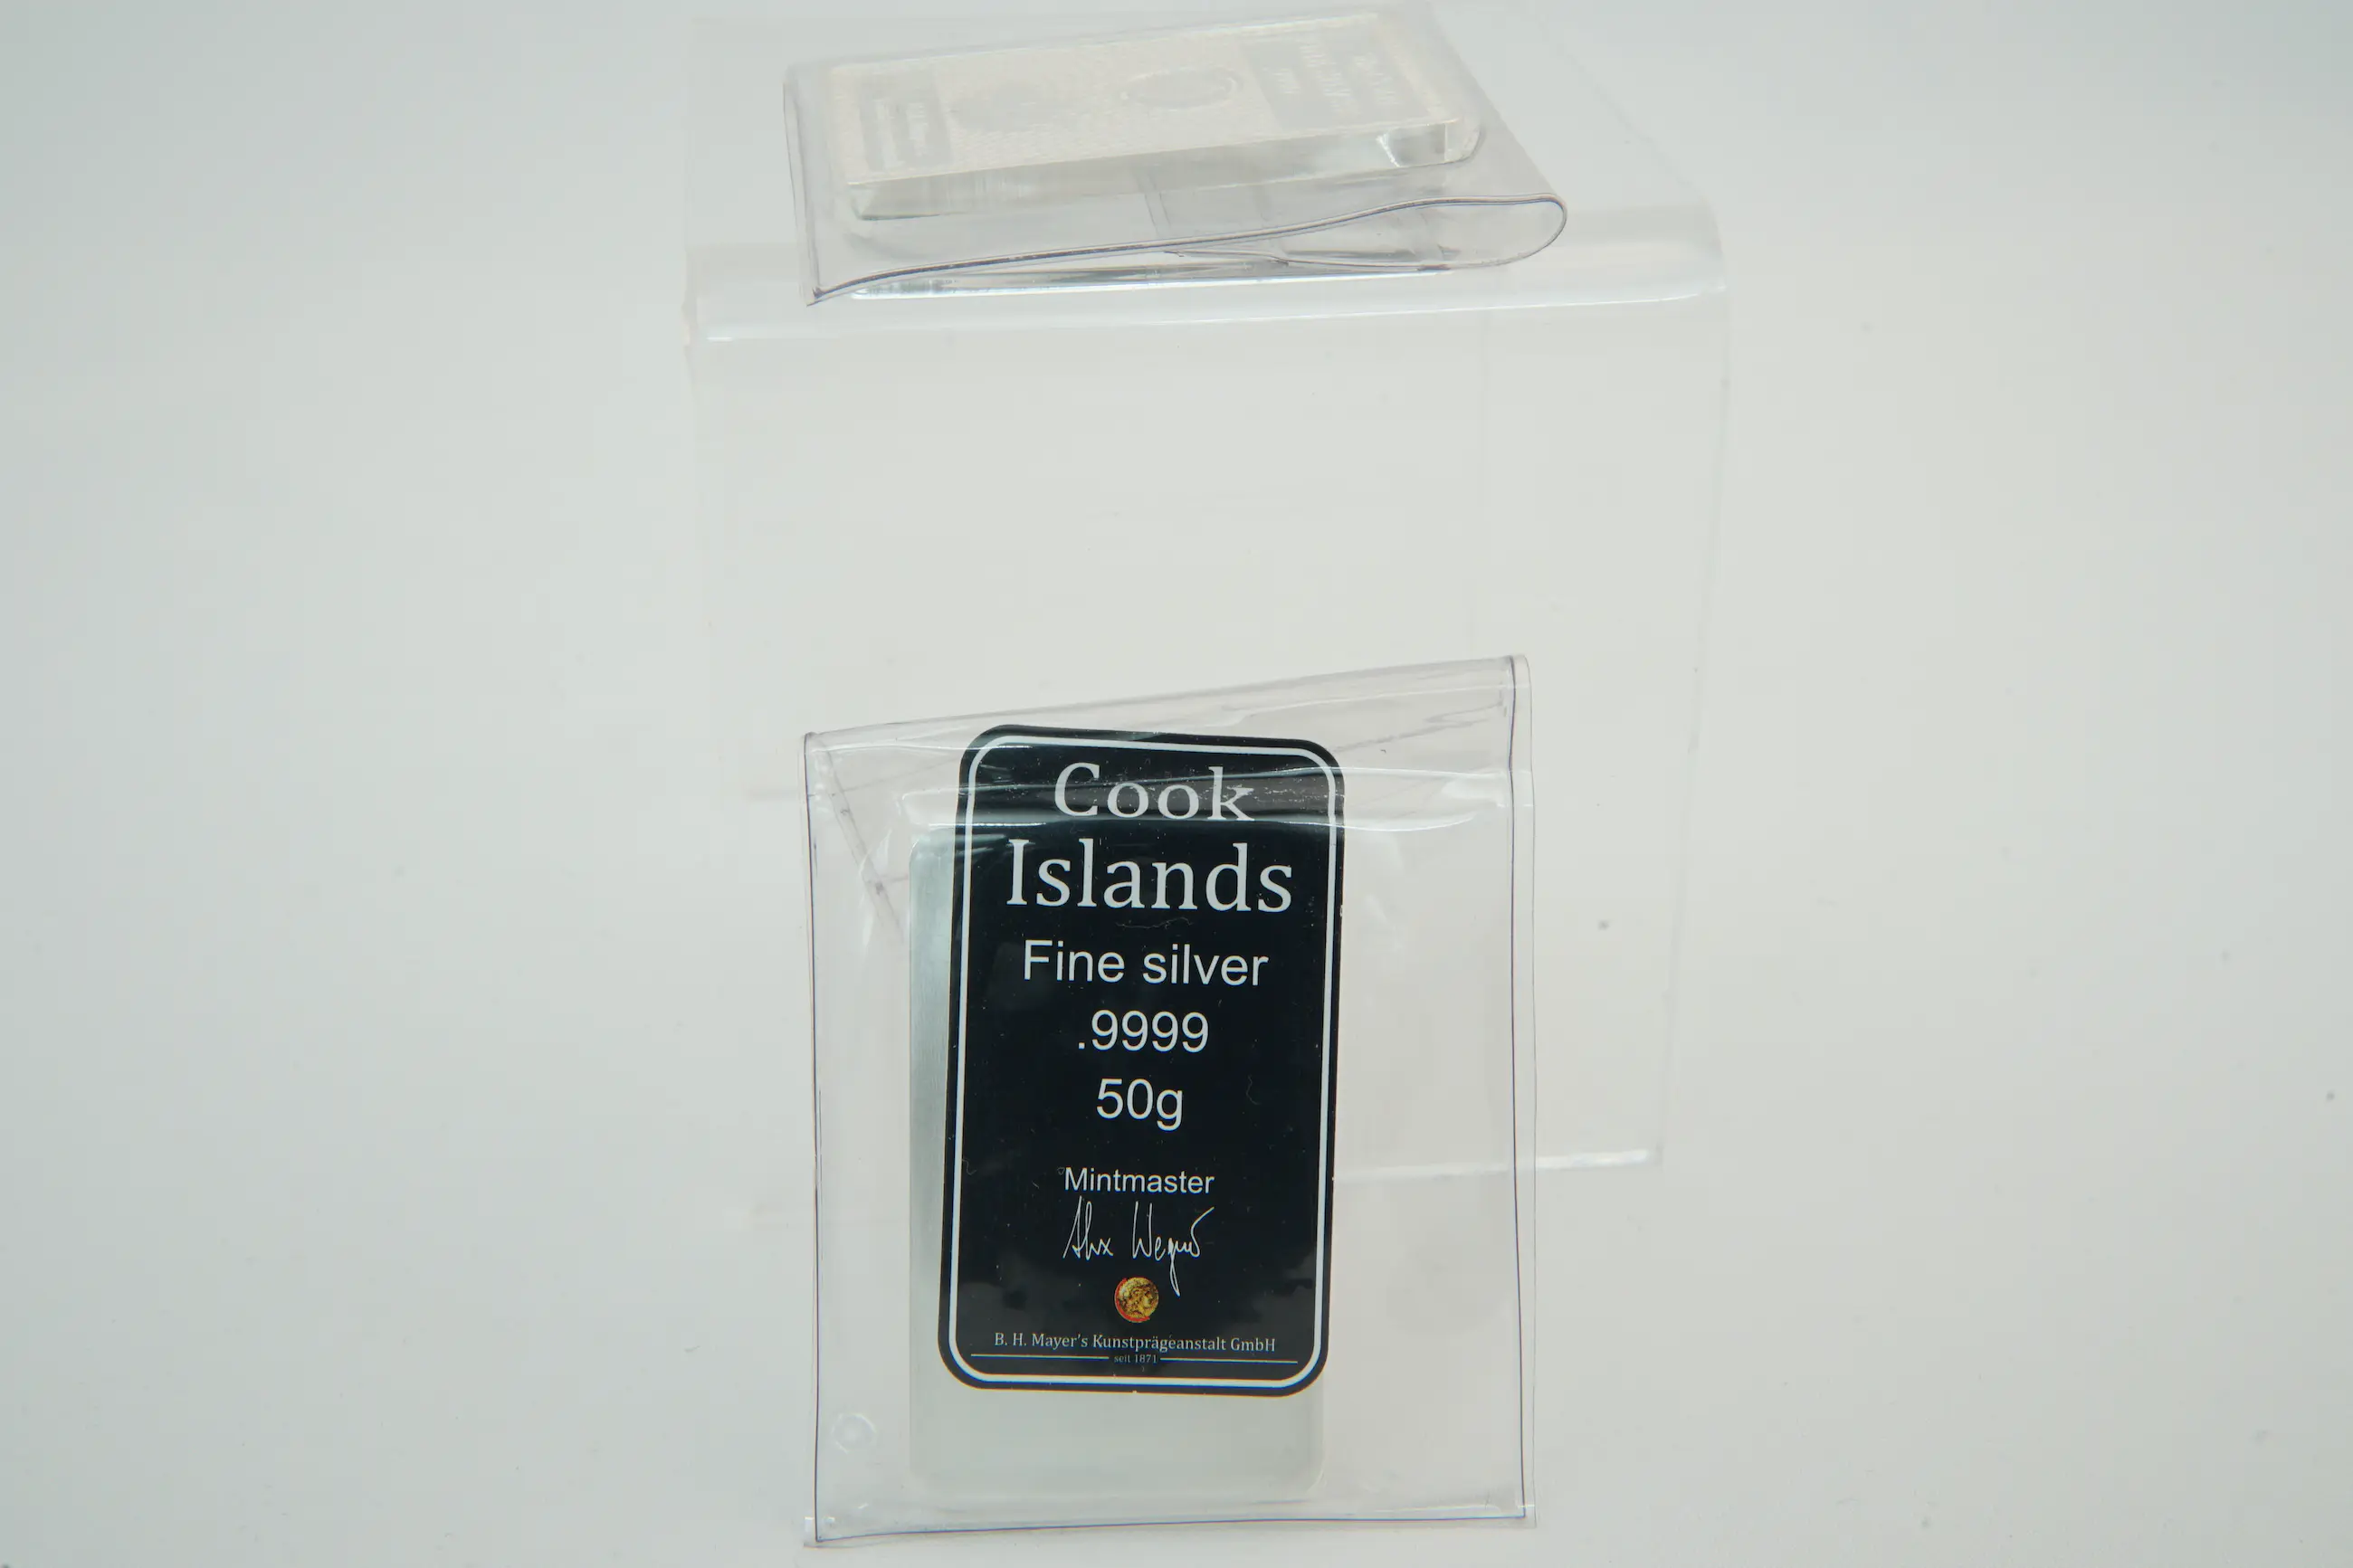 Cook
Islands
Fine silver
.9999
50g
Mintmaster
B. H. Mayer's Kunstprägeanstalt GmbH
seit 1871